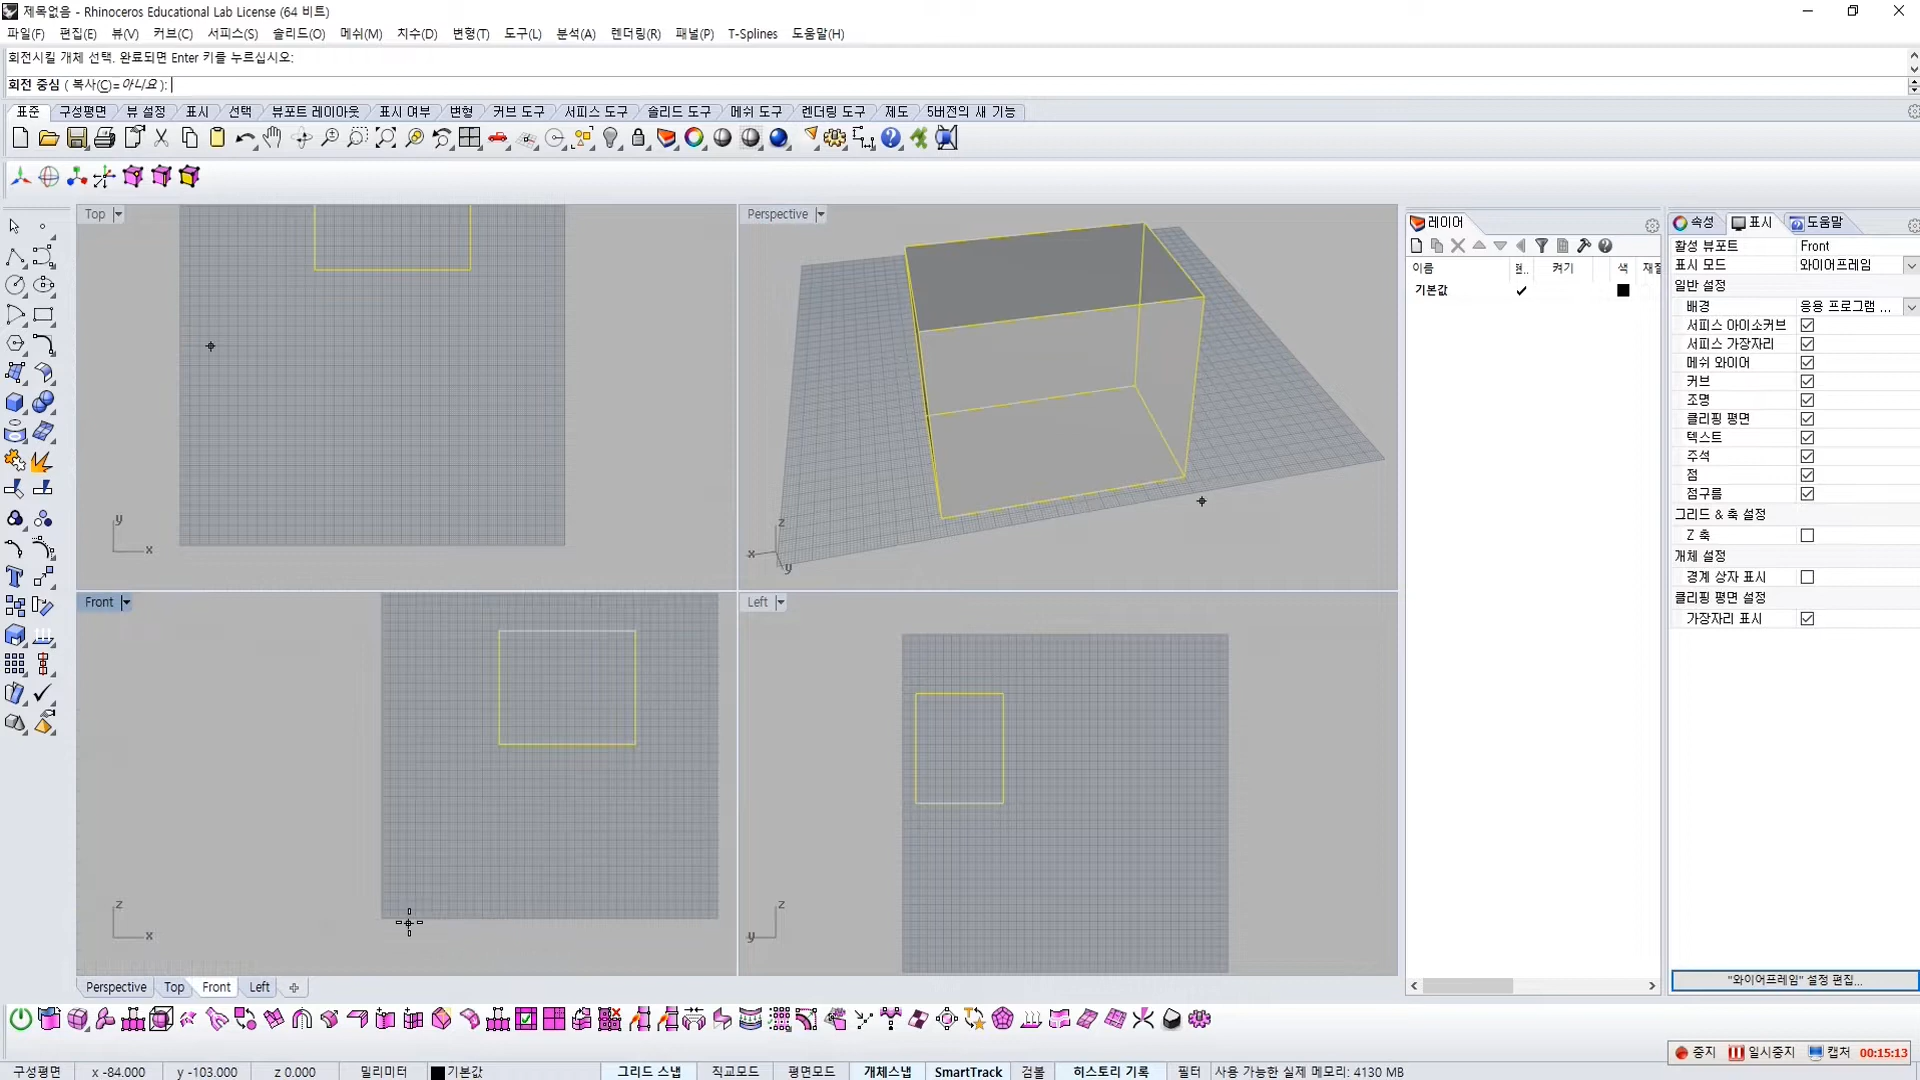 제목없음 - Rhinoceros Educational Lab License (64 비트)
파일(F) 편집(E) 뷰(V) 커브(C) 서피스(S) 솔리드(O) 메쉬(M) 치수(D) 변형(T) 도구(L) 분석(A) 렌더링(R) 패널(P) T-Splines 도움말(H)
회전시킬 개체 선택. 완료되면 Enter 키를 누르십시오:
회전 중심 ( 복사(C)=아니요 ):
표준 구성평면 뷰 설정 표시 선택 뷰포트 레이아웃 표시 여부 변형 커브 도구 서피스 도구 솔리드 도구 메쉬 도구 렌더링 도구 제도 5버전의 새 기능
Top
Perspective
y
x
z
x
y
Front
Left
z
x
z
y
레이어
이름 현.. 켜기 색 재질
기본값
속성 표시 도움말
활성 뷰포트 Front
표시 모드 와이어프레임
일반 설정
배경 응용 프로그램 ...
서피스 아이소커브
서피스 가장자리
메쉬 와이어
커브
조명
클리핑 평면
텍스트
주석
점
점구름
그리드 & 축 설정
Z 축
개체 설정
경계 상자 표시
클리핑 평면 설정
가장자리 표시
"와이어프레임" 설정 편집...
Perspective Top Front Left
중지 일시중지 캡처 00:15:13
구성평면 x -84.000 y -103.000 z 0.000 밀리미터 기본값 그리드 스냅 직교모드 평면모드 개체스냅 SmartTrack 검볼 히스토리 기록 필터 사용 가능한 실제 메모리: 4130 MB